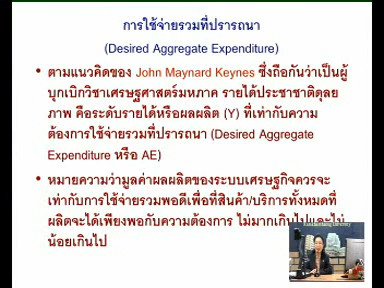 การใช้จ่ายรวมที่ปรารถนา
(Desired Aggregate Expenditure)
• ตามแนวคิดของ John Maynard Keynes ซึ่งถือกันว่าเป็นผู้
บุกเบิกวิชาเศรษฐศาสตร์มหภาค รายได้ประชาชาติดุลย
ภาพ คือระดับรายได้หรือผลผลิต (Y) ที่เท่ากับความ
ต้องการใช้จ่ายรวมที่ปรารถนา (Desired Aggregate
Expenditure หรือ AE)
• หมายความว่ามูลค่าผลผลิตของระบบเศรษฐกิจควรจะ
เท่ากับการใช้จ่ายรวมพอดีเพื่อที่สินค้า/บริการทั้งหมดที่
ผลิตจะได้เพียงพอกับความต้องการ ไม่มากเกินไปและไม่
น้อยเกินไป